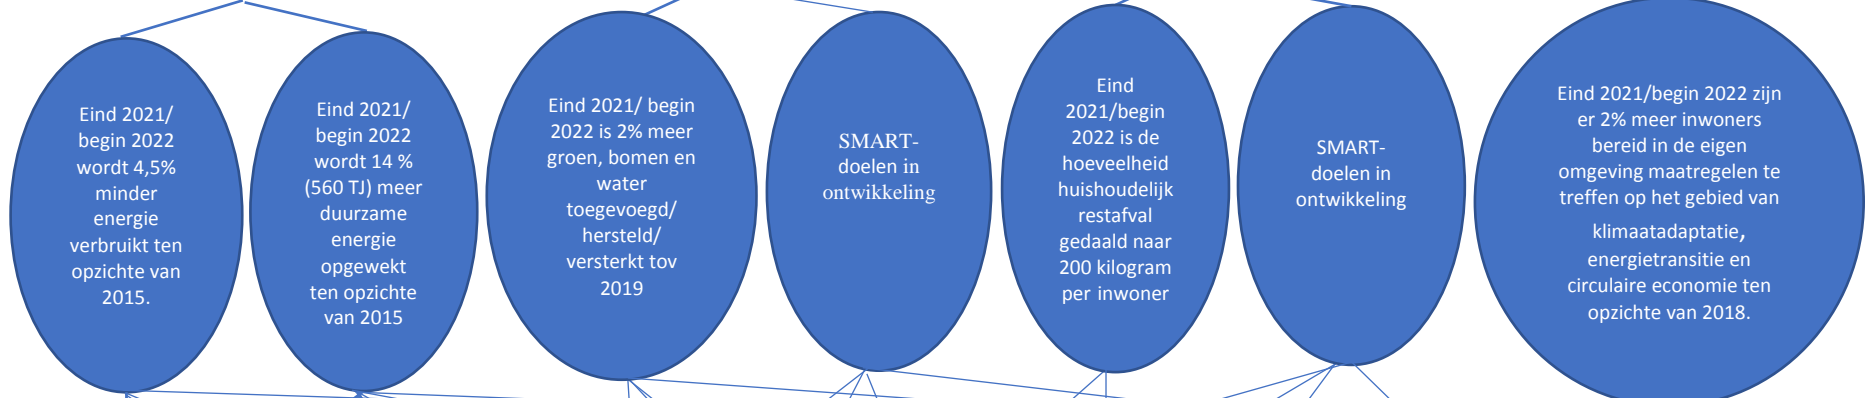 Eind 2021/
begin 2022
wordt 4,5%
minder
energie
verbruikt ten
opzichte van
2015.
Eind 2021/
begin 2022
wordt 14 %
(560 TJ) meer
duurzame
energie
opgewekt
ten opzichte
van 2015
Eind 2021/ begin
2022 is 2% meer
groen, bomen en
water
toegevoegd/
hersteld/
versterkt tov
2019
SMART-
doelen in
ontwikkeling
Eind
2021/begin
2022 is de
hoeveelheid
huishoudelijk
restafval
gedaald naar
200 kilogram
per inwoner
SMART-
doelen in
ontwikkeling
Eind 2021/begin 2022 zijn
er 2% meer inwoners
bereid in de eigen
omgeving maatregelen te
treffen op het gebied van
klimaatadaptatie,
energietransitie en
circulaire economie ten
opzichte van 2018.